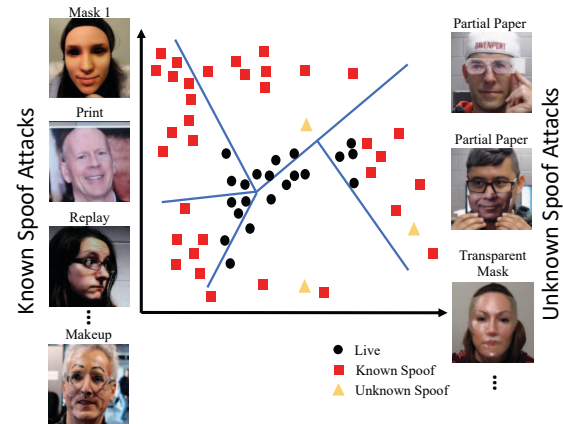 Mask 1
Print
Replay
Makeup
Known Spoof Attacks
Live
Known Spoof
Unknown Spoof
Partial Paper
DAVENPORT
Partial Paper
Transparent
Mask
Unknown Spoof Attacks